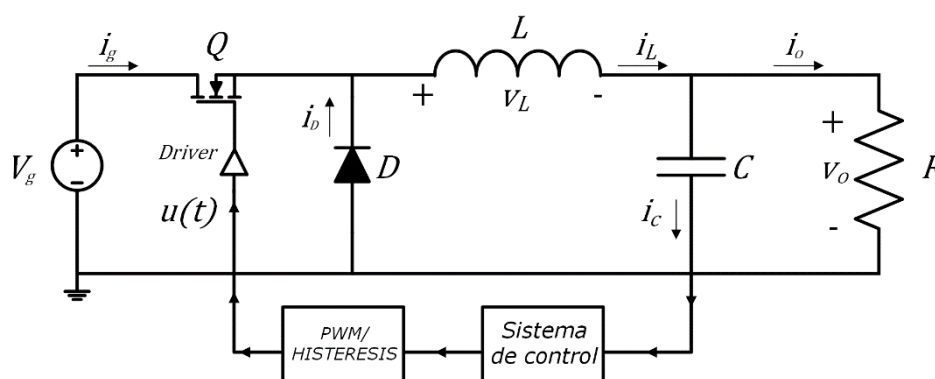 i_g
Q
L
i_L
i_o
+
v_L
-
i_D
+
V_g
Driver
D
C
v_o
R
u(t)
i_C
-
PWM/
HISTERESIS
Sistema
de control